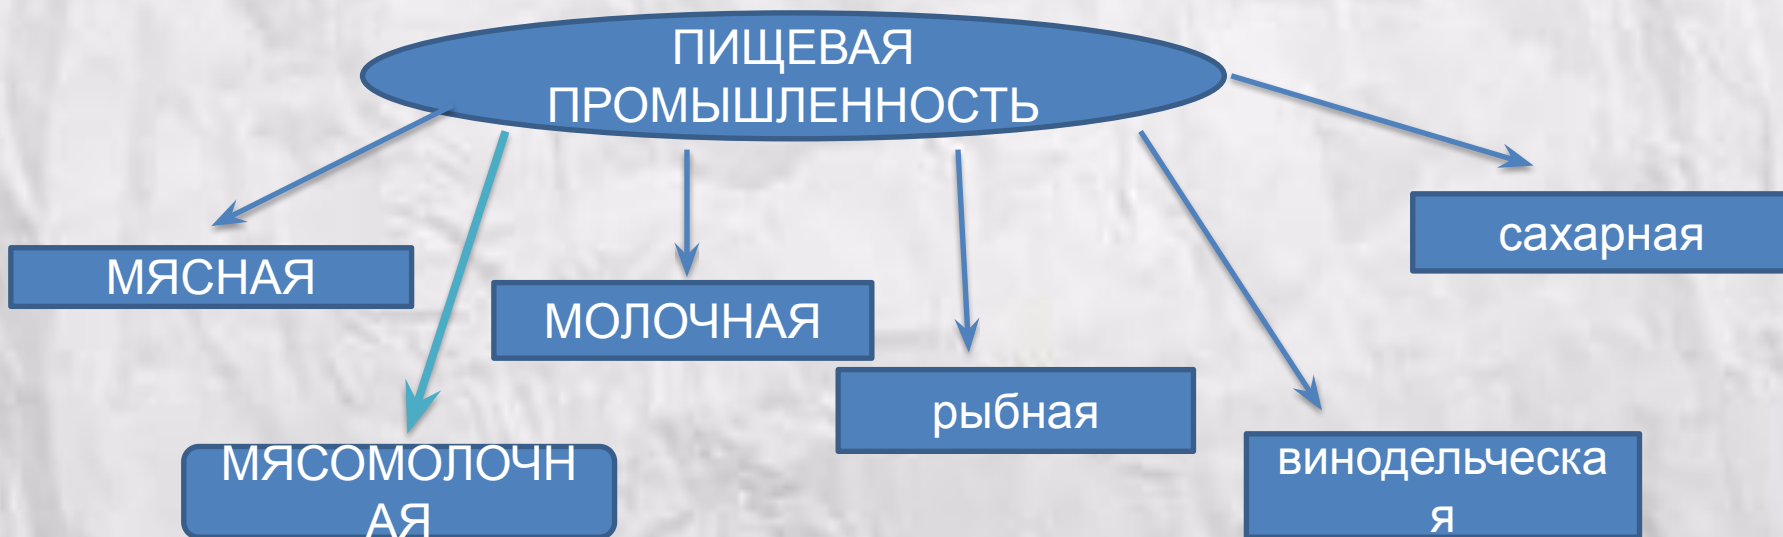 ПИЩЕВАЯ
ПРОМЫШЛЕННОСТЬ
сахарная
МЯСНАЯ
МОЛОЧНАЯ
рыбная
МЯСОМОЛОЧН
АЯ
винодельческа
я